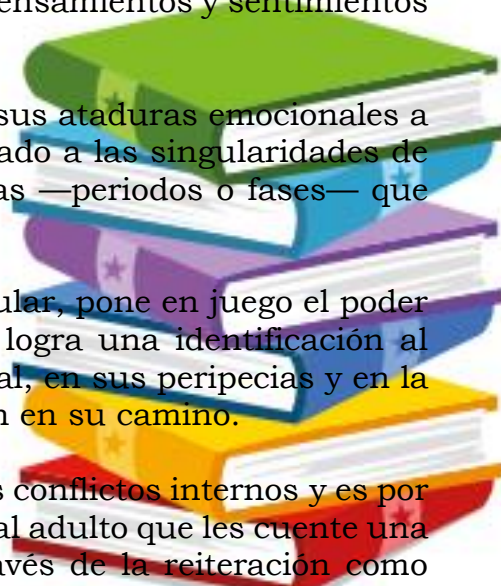 ensamientos y sentimientos
sus ataduras emocionales a
ado a las singularidades de
as —periodos o fases— que
ular, pone en juego el poder
logra una identificación al
al, en sus peripecias y en la
n en su camino.
s conflictos internos y es por
al adulto que les cuente una
avés de la reiteración como